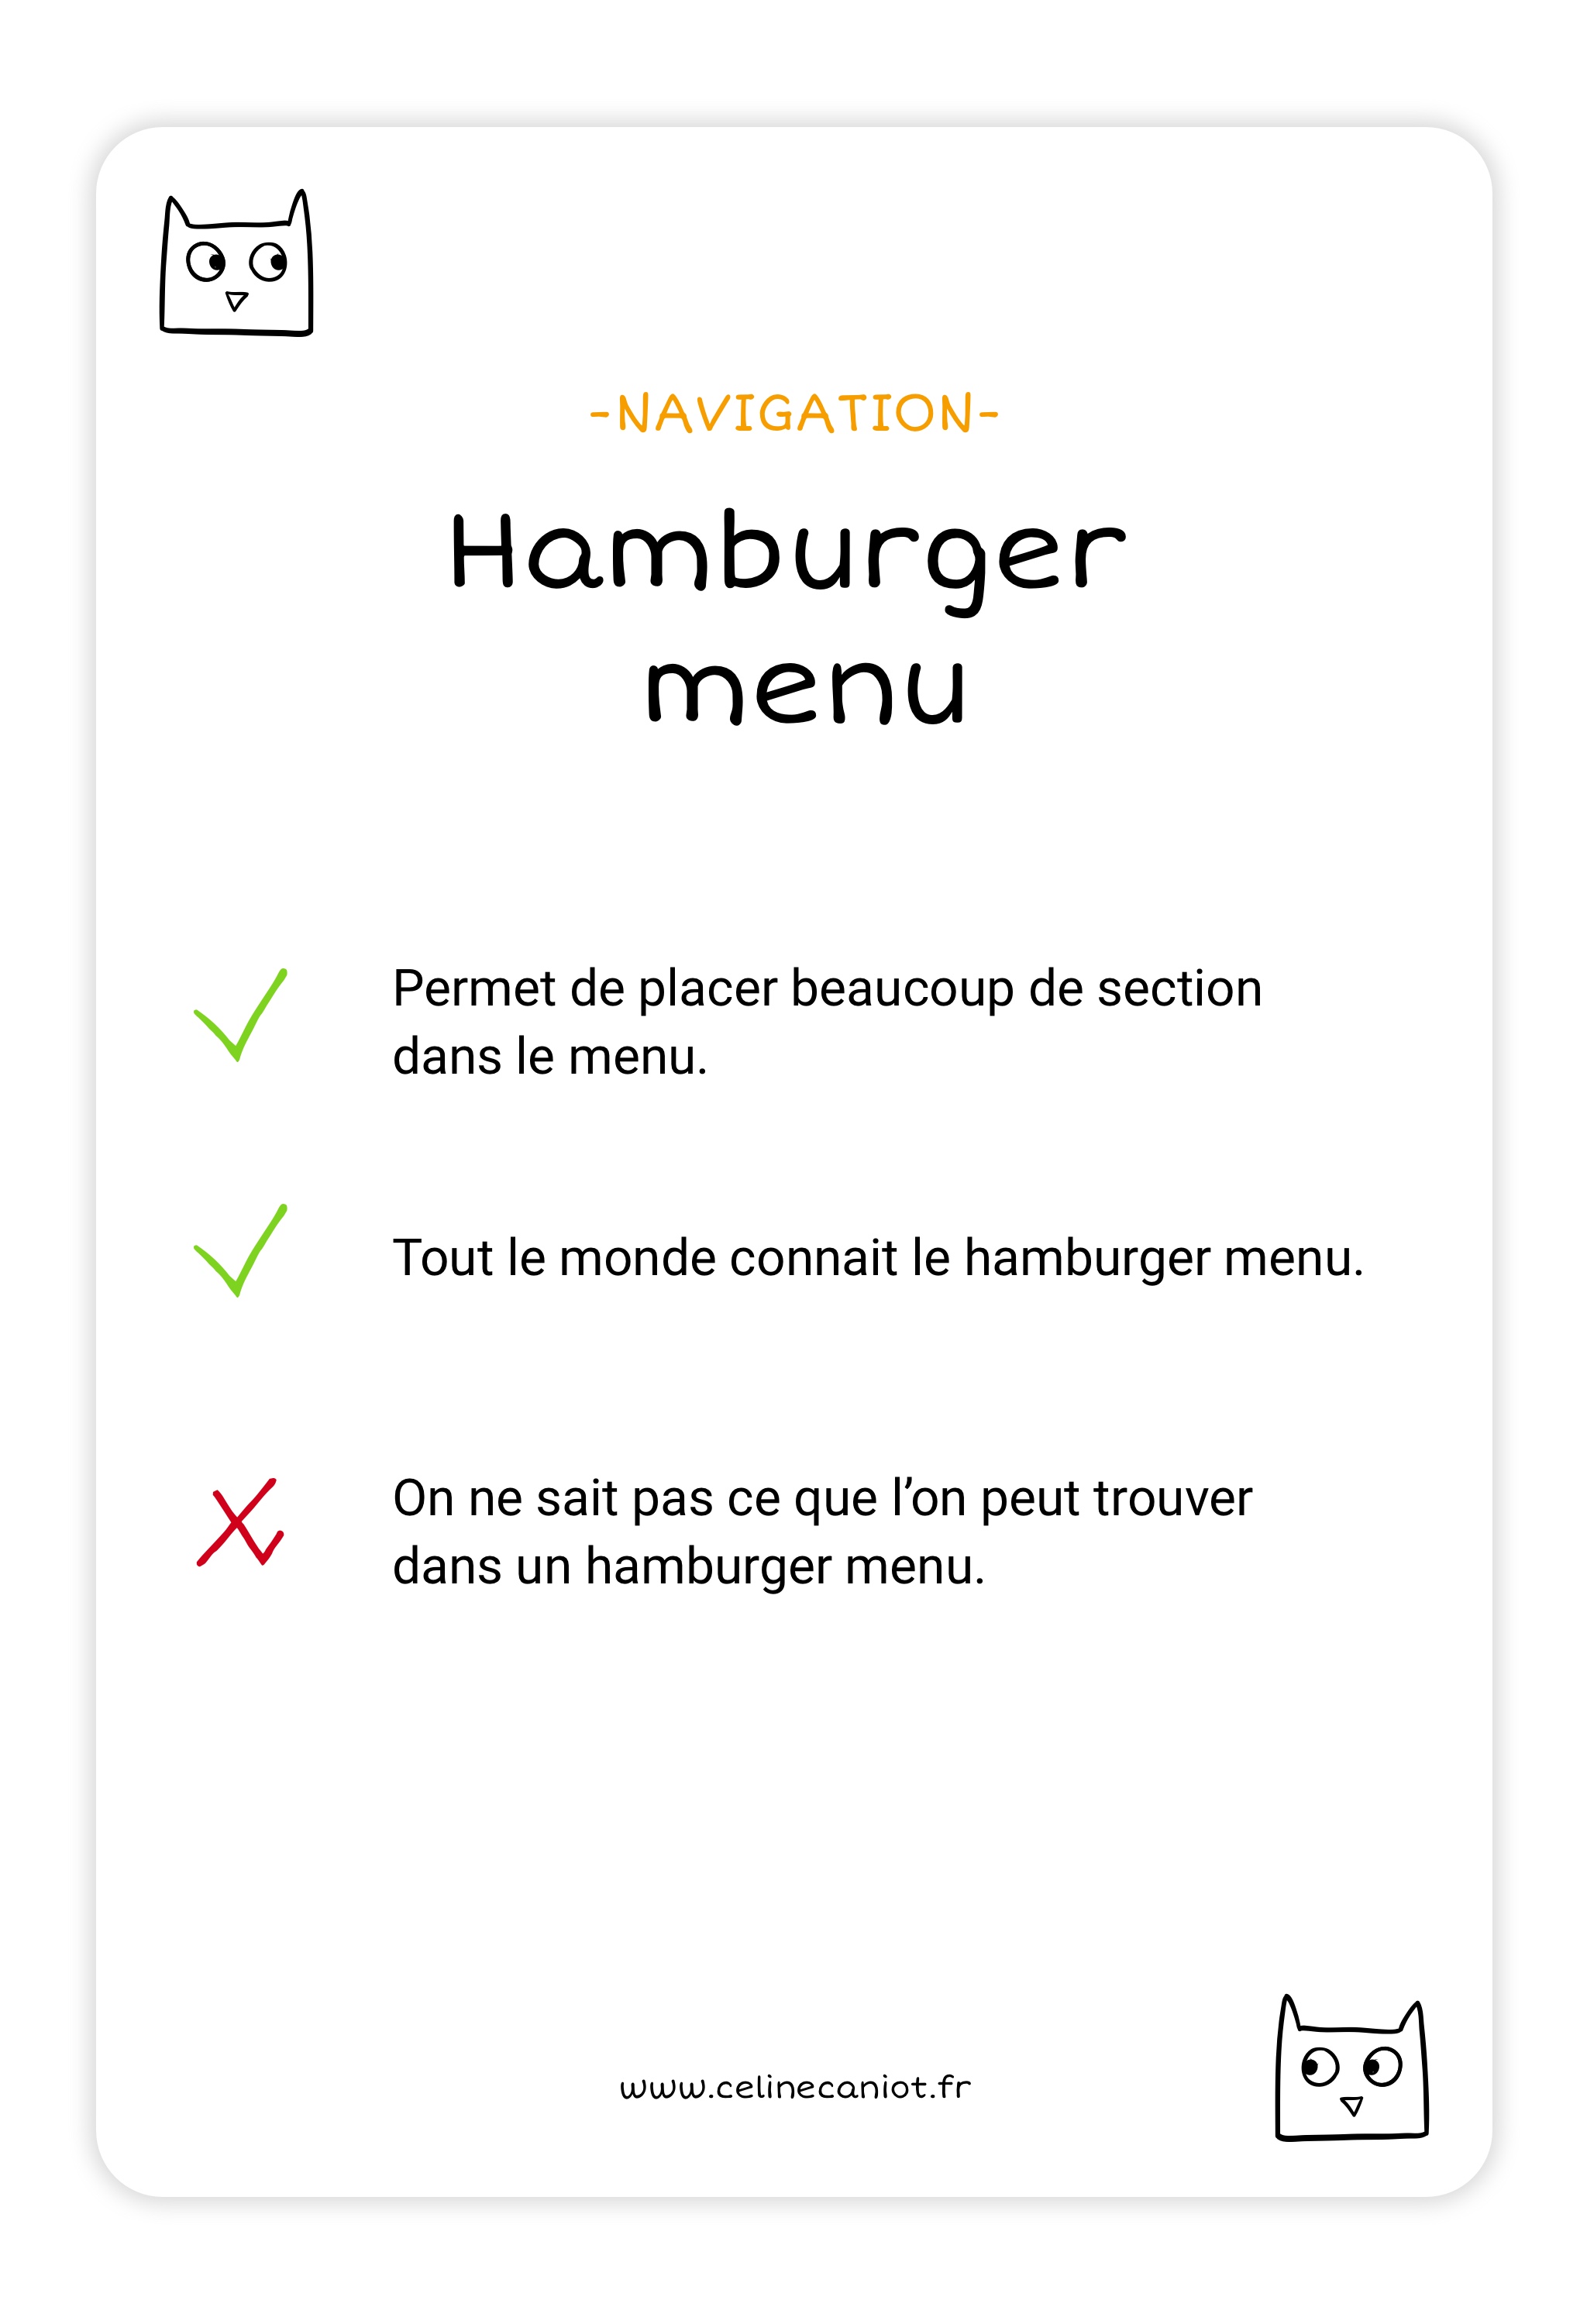 -NAVIGATION-
Hamburger
menu
Permet de placer beaucoup de section
dans le menu.
Tout le monde connait le hamburger menu.
On ne sait pas ce que l’on peut trouver
dans un hamburger menu.
www.celinecaniot.fr